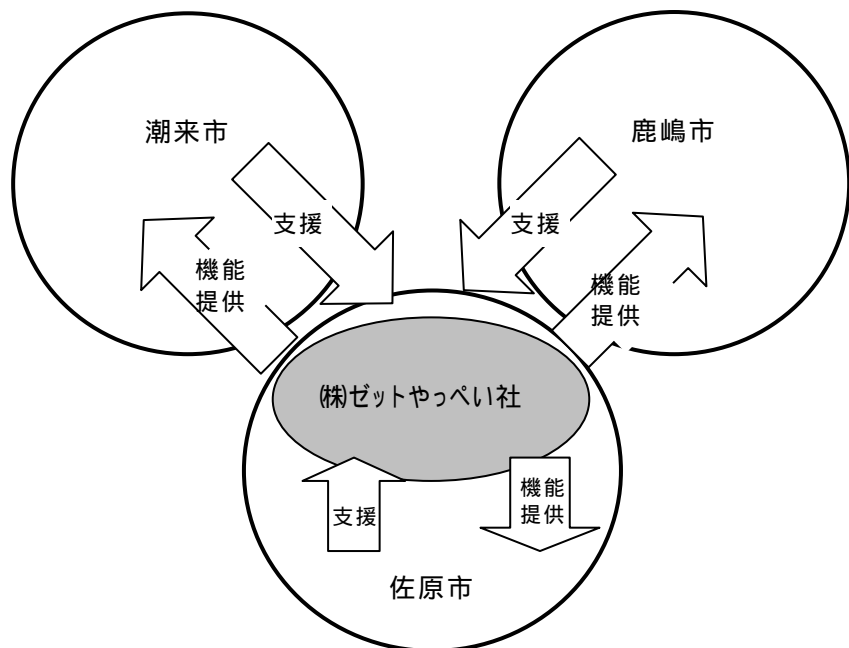 潮来市
鹿嶋市
支援
支援
機能
提供
機能
提供
㈱ゼットやっぺい社
支援
機能
提供
佐原市